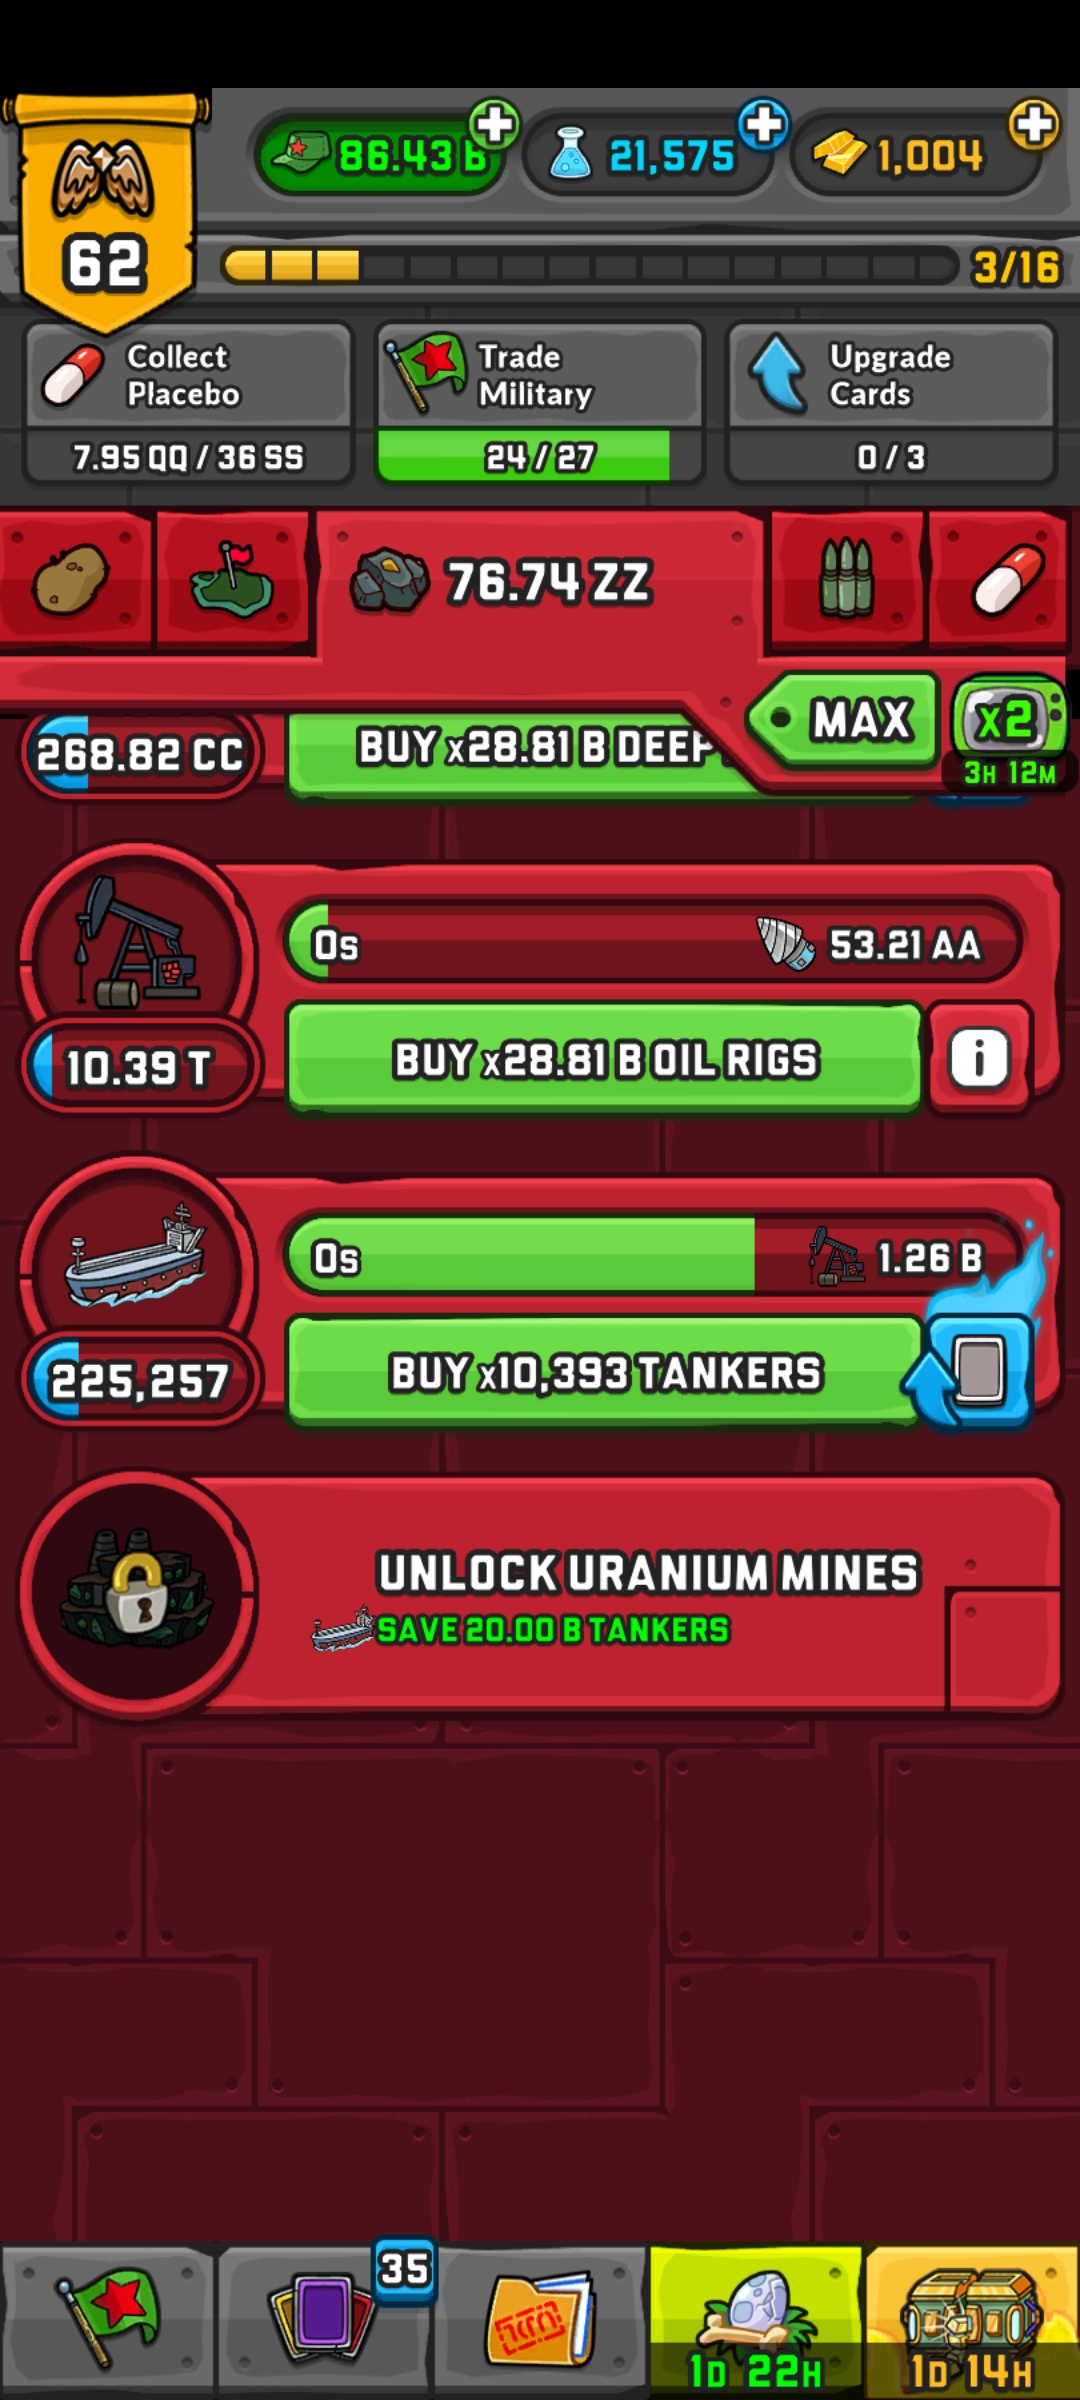 86.43 B
21,575
1,004
62
3/16
Collect
Placebo
7.95 QQ / 36 SS
Trade
Military
24 / 27
Upgrade
Cards
0 / 3
76.74 ZZ
MAX
x2
3H 12M
268.82 CC
BUY x28.81 B DEEP
0s
53.21 AA
10.39 T
BUY x28.81 B OIL RIGS
i
0s
1.26 B
225,257
BUY x10,393 TANKERS
UNLOCK URANIUM MINES
SAVE 20.00 B TANKERS
35
1D 22H
1D 14H